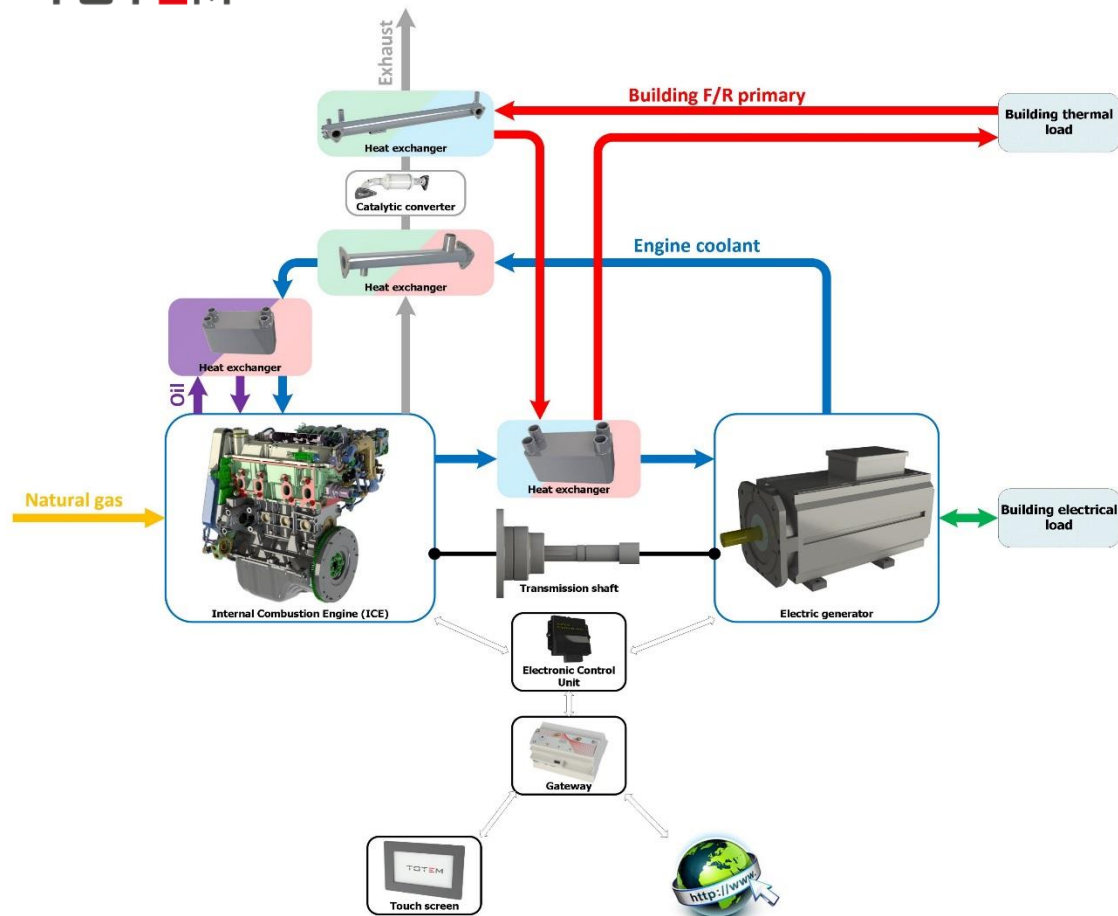 TOTEM
Exhaust
Building F/R primary
Building thermal
load
Heat exchanger
Catalytic converter
Engine coolant
Heat exchanger
Heat exchanger
Oil
Natural gas
Heat exchanger
Building electrical
load
Transmission shaft
Internal Combustion Engine (ICE)
Electric generator
Electronic Control
Unit
Gateway
TOTEM
Touch screen
http://www.